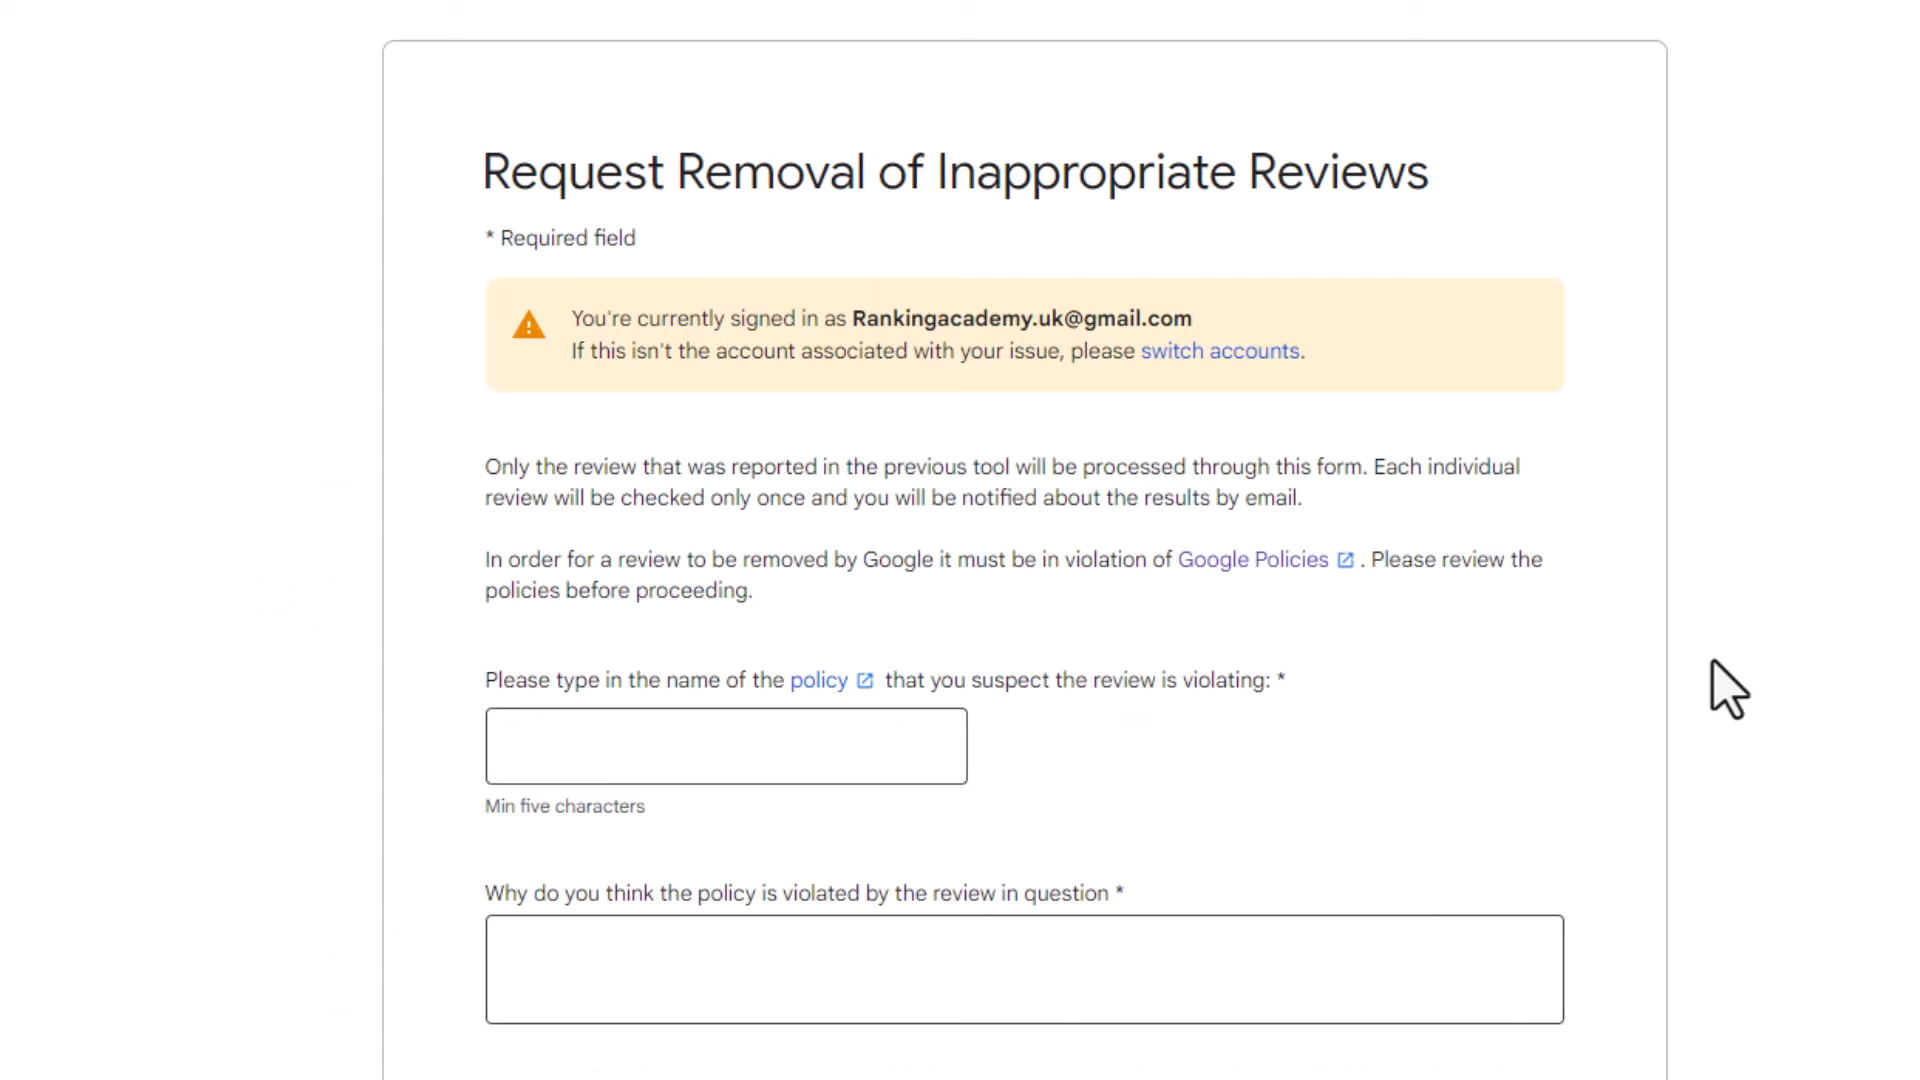 Request Removal of Inappropriate Reviews
* Required field
You're currently signed in as Rankingacademy.uk@gmail.com
If this isn't the account associated with your issue, please switch accounts.
Only the review that was reported in the previous tool will be processed through this form. Each individual
review will be checked only once and you will be notified about the results by email.
In order for a review to be removed by Google it must be in violation of Google Policies . Please review the
policies before proceeding.
Please type in the name of the policy that you suspect the review is violating: *
Min five characters
Why do you think the policy is violated by the review in question *